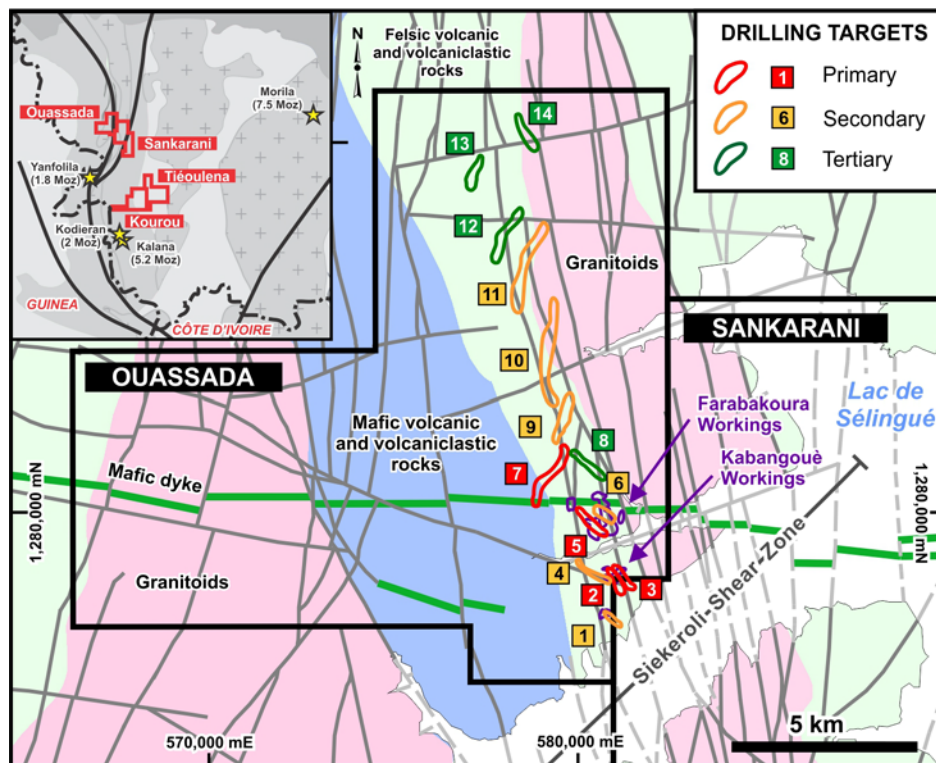 Ouassada
Sankarani
Morila
(7.5 Moz)
Yanfolila
(1.8 Moz)
Tiéoulena
Kourou
Kodieran
(2 Moz)
Kalana
(5.2 Moz)
GUINEA
CÔTE D'IVOIRE
N
Felsic volcanic
and volcaniclastic
rocks
DRILLING TARGETS
1 Primary
6 Secondary
8 Tertiary
14
13
12
Granitoids
11
SANKARANI
10
OUASSADA
Lac de
Sélingué
Farabakoura
Workings
9
Mafic volcanic
and volcaniclastic
rocks
8
Kabangouè
Workings
7
6
Mafic dyke
1,280,000 mN
1,280,000 mN
5
4
Granitoids
2
3
1
Siekeroli-Shear-Zone
5 km
570,000 mE
580,000 mE